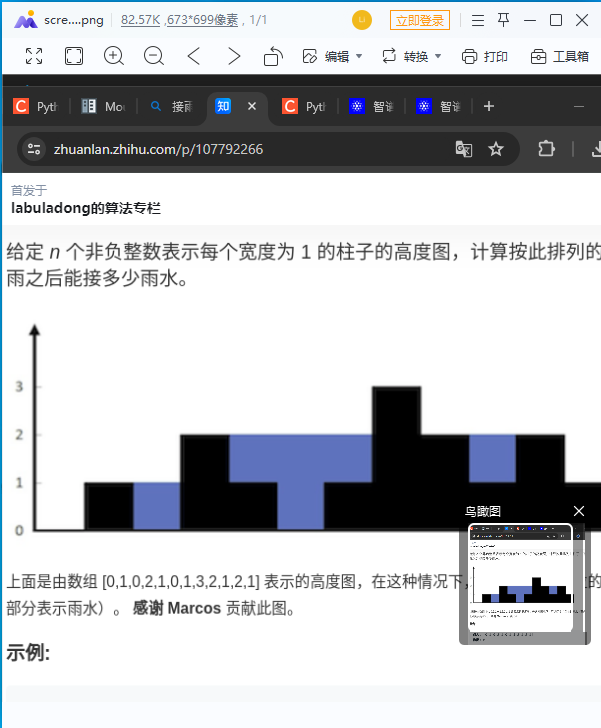 scre....png 82.57K ,673*699像素 , 1/1 U 立即登录
编辑 转换 打印 工具箱
C Pyt Mo 接雨 知 C Pyt 智谱 智谱
zhuanlan.zhihu.com/p/107792266
首发于
labuladong的算法专栏
给定 n 个非负整数表示每个宽度为 1 的柱子的高度图，计算按此排列的
雨之后能接多少雨水。
3
2
1
0
鸟瞰图
上面是由数组 [0,1,0,2,1,0,1,3,2,1,2,1] 表示的高度图，在这种情况下，
部分表示雨水）。 感谢 Marcos 贡献此图。
示例: